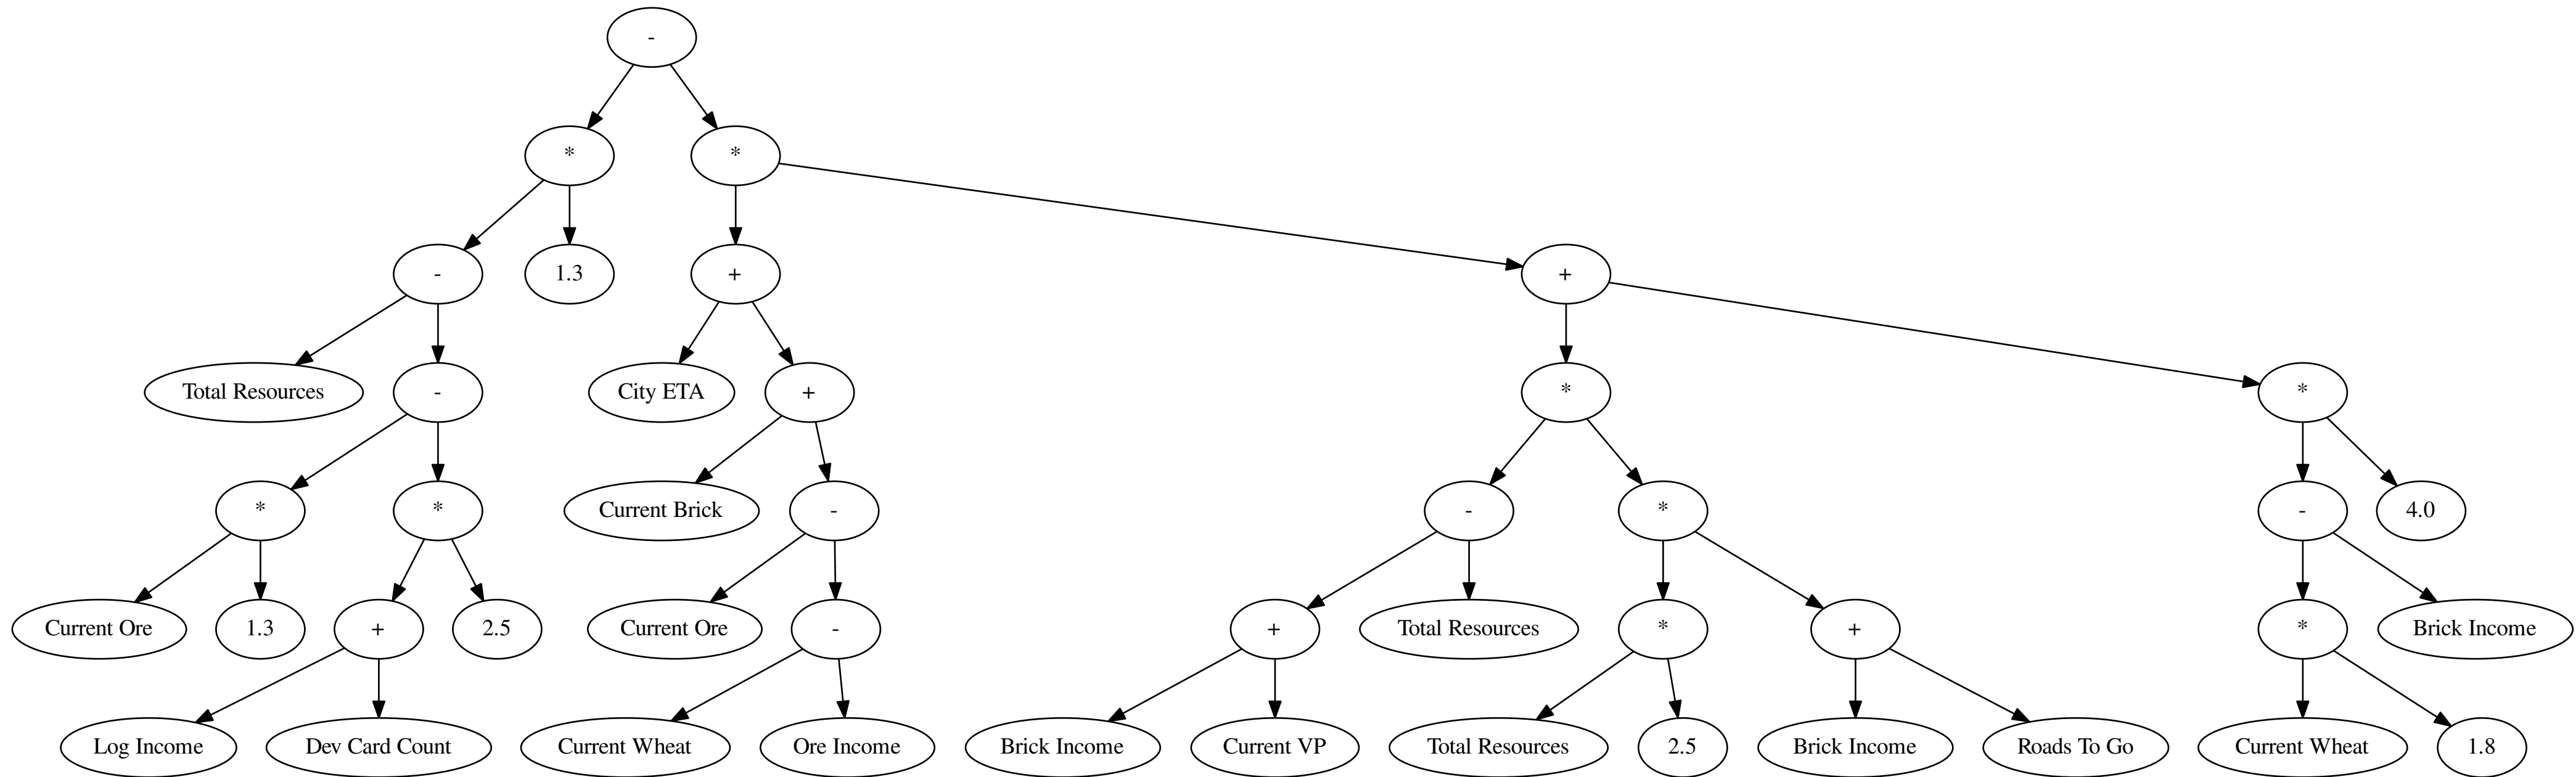 -
* *
- 1.3 + +
Total Resources - City ETA + * *
* * Current Brick - - * - 4.0
Current Ore 1.3 + 2.5 Current Ore - + Total Resources * + * Brick Income
Log Income Dev Card Count Current Wheat Ore Income Brick Income Current VP Total Resources 2.5 Brick Income Roads To Go Current Wheat 1.8